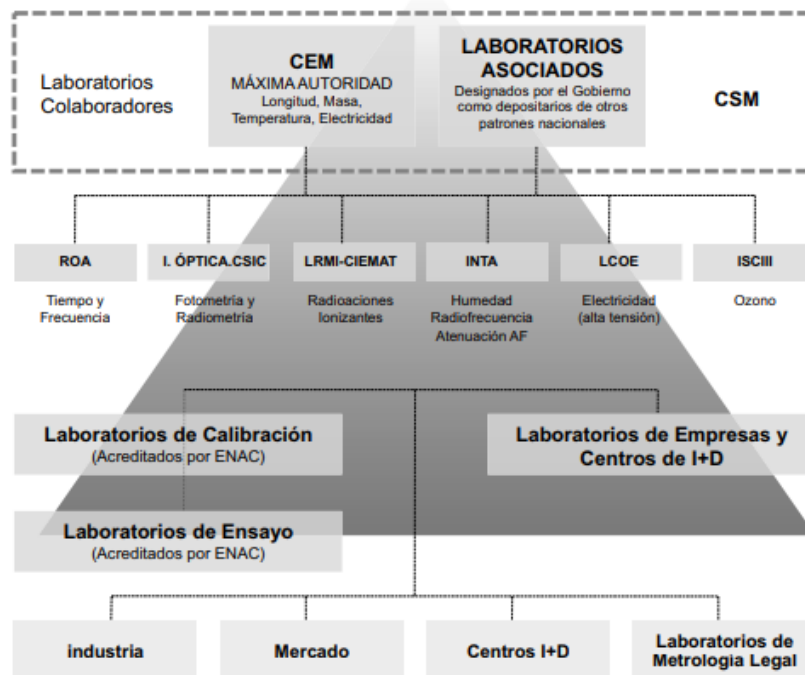 Laboratorios
Colaboradores
CEM
MÁXIMA AUTORIDAD
Longitud, Masa,
Temperatura, Electricidad
LABORATORIOS
ASOCIADOS
Designados por el Gobierno
como depositarios de otros
patrones nacionales
CSM
ROA
Tiempo y
Frecuencia
I. ÓPTICA.CSIC
Fotometría y
Radiometría
LRMI-CIEMAT
Radioaciones
Ionizantes
INTA
Humedad
Radiofrecuencia
Atenuación AF
LCOE
Electricidad
(alta tensión)
ISCIII
Ozono
Laboratorios de Calibración
(Acreditados por ENAC)
Laboratorios de Empresas y
Centros de I+D
Laboratorios de Ensayo
(Acreditados por ENAC)
industria
Mercado
Centros I+D
Laboratorios de
Metrología Legal